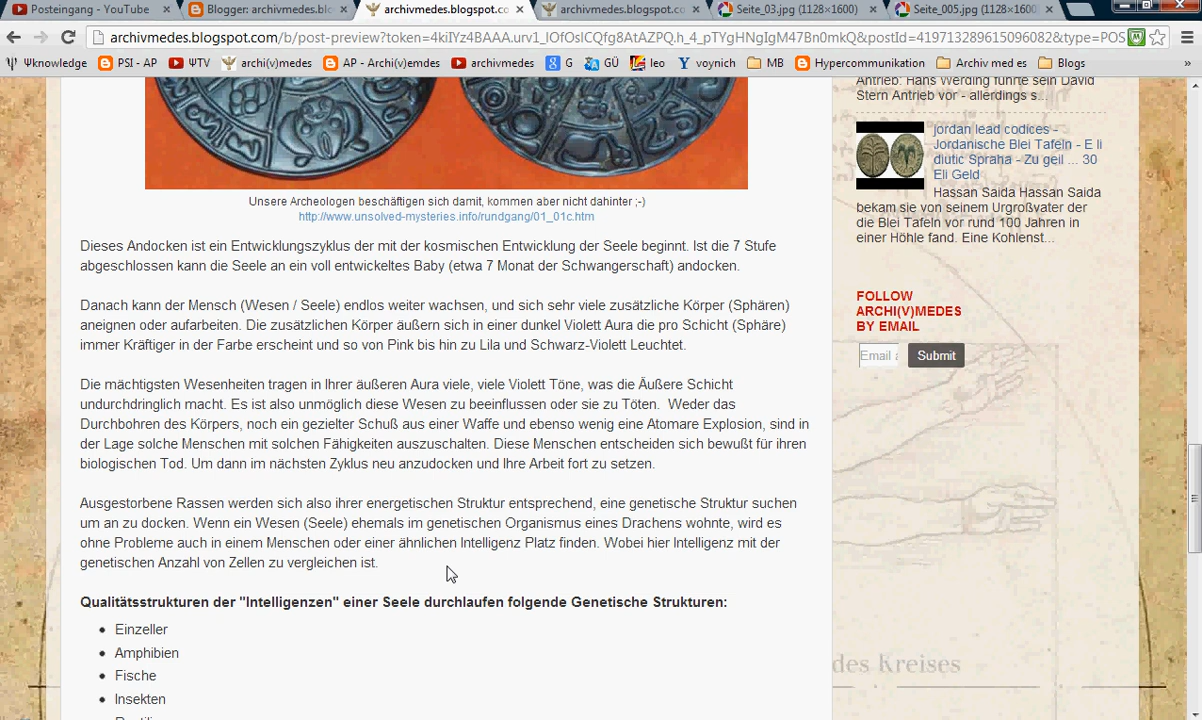 Posteingang - YouTube
Blogger: archivmedes.blo
archivmedes.blogspot.co
archivmedes.blogspot.co
Seite_03.jpg (1128×1600)
Seite_005.jpg (1128×1600)
archivmedes.blogspot.com/b/post-preview?token=4kiIYz4BAAA.urv1_lOfOslCQfg8AtAZPQ.h_4_pTYgHNgIgM47Bn0mkQ&postId=419713289615096082&type=POS
Ψknowledge
PSI - AP
ΨTV
archi(v)medes
AP - Archi(v)emdes
archivmedes
G
GÜ
leo
voynich
MB
Hypercommunikation
Archiv med es
Blogs
»
Unsere Archeologen beschäftigen sich damit, kommen aber nicht dahinter ;-)
http://www.unsolved-mysteries.info/rundgang/01_01c.htm
Dieses Andocken ist ein Entwicklungszyklus der mit der kosmischen Entwicklung der Seele beginnt. Ist die 7 Stufe
abgeschlossen kann die Seele an ein voll entwickeltes Baby (etwa 7 Monat der Schwangerschaft) andocken.
Danach kann der Mensch (Wesen / Seele) endlos weiter wachsen, und sich sehr viele zusätzliche Körper (Sphären)
aneignen oder aufarbeiten. Die zusätzlichen Körper äußern sich in einer dunkel Violett Aura die pro Schicht (Sphäre)
immer Kräftiger in der Farbe erscheint und so von Pink bis hin zu Lila und Schwarz-Violett Leuchtet.
Die mächtigsten Wesenheiten tragen in Ihrer äußeren Aura viele, viele Violett Töne, was die Äußere Schicht
undurchdringlich macht. Es ist also unmöglich diese Wesen zu beeinflussen oder sie zu Töten. Weder das
Durchbohren des Körpers, noch ein gezielter Schuß aus einer Waffe und ebenso wenig eine Atomare Explosion, sind in
der Lage solche Menschen mit solchen Fähigkeiten auszuschalten. Diese Menschen entscheiden sich bewußt für ihren
biologischen Tod. Um dann im nächsten Zyklus neu anzudocken und Ihre Arbeit fort zu setzen.
Ausgestorbene Rassen werden sich also ihrer energetischen Struktur entsprechend, eine genetische Struktur suchen
um an zu docken. Wenn ein Wesen (Seele) ehemals im genetischen Organismus eines Drachens wohnte, wird es
ohne Probleme auch in einem Menschen oder einer ähnlichen Intelligenz Platz finden. Wobei hier Intelligenz mit der
genetischen Anzahl von Zellen zu vergleichen ist.
Qualitätsstrukturen der "Intelligenzen" einer Seele durchlaufen folgende Genetische Strukturen:
Einzeller
Amphibien
Fische
Insekten
Antrieb: Hans Werding führte sein David
Stern Antrieb vor - allerdings s...
jordan lead codices -
Jordanische Blei Tafeln - E li
diutic Spraha - Zu geil ... 30
Eli Geld
Hassan Saida Hassan Saida
bekam sie von seinem Urgroßvater der
die Blei Tafeln vor rund 100 Jahren in
einer Höhle fand. Eine Kohlenst...
FOLLOW
ARCHI(V)MEDES
BY EMAIL
Email
Submit
des Kreises